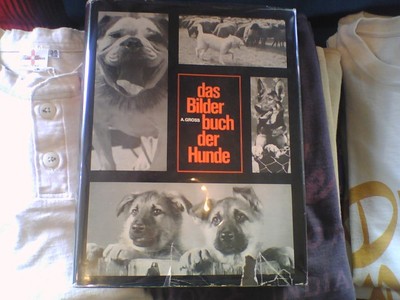 das
Bilder
A. GROSS buch
der
Hunde